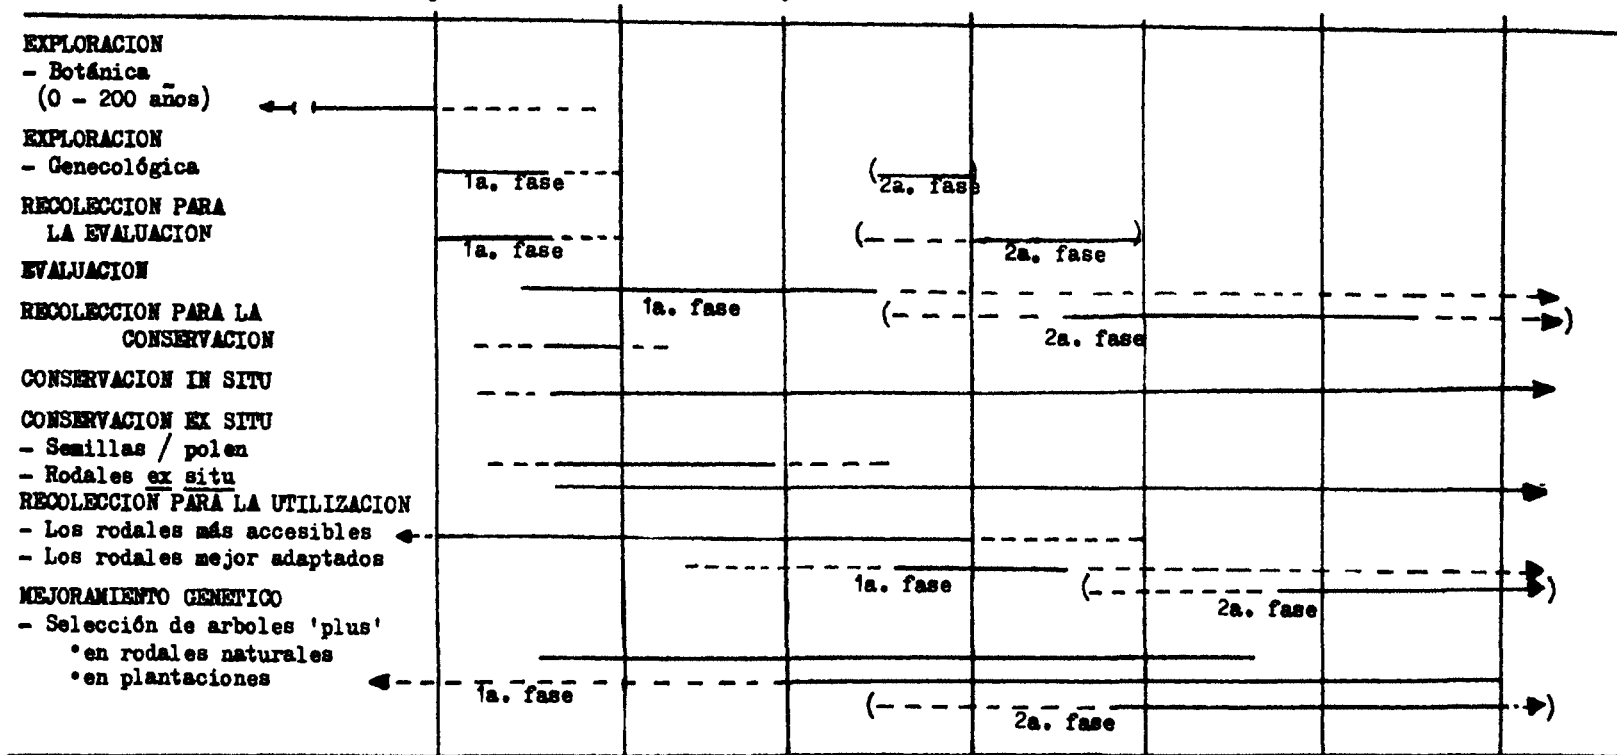 EXPLORACION
- Botánica
(0 - 200 años)
EXPLORACION
- Genecológica
1a. fase
2a. fase
RECOLECCION PARA
LA EVALUACION
1a. fase
2a. fase
EVALUACION
1a. fase
2a. fase
RECOLECCION PARA LA
CONSERVACION
CONSERVACION IN SITU
CONSERVACION EX SITU
- Semillas / polen
- Rodales ex situ
RECOLECCION PARA LA UTILIZACION
- Los rodales más accesibles
- Los rodales mejor adaptados
1a. fase
2a. fase
MEJORAMIENTO GENETICO
- Selección de arboles 'plus'
•en rodales naturales
•en plantaciones
1a. fase
2a. fase